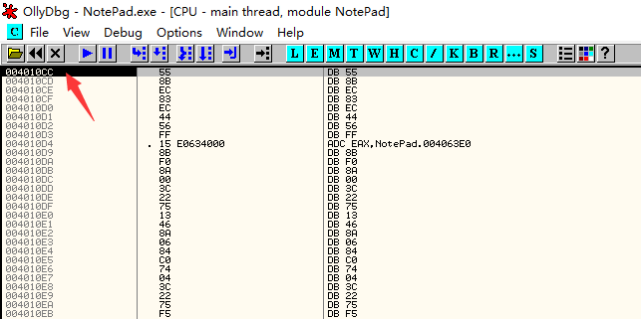 OllyDbg - NotePad.exe - [CPU - main thread, module NotePad]
C File View Debug Options Window Help
L E M T W H C / K B R ... S ?
004010CC 55 DB 55
004010CD 8B DB 8B
004010CE EC DB EC
004010CF 83 DB 83
004010D0 EC DB EC
004010D1 44 DB 44
004010D2 56 DB 56
004010D3 FF DB FF
004010D4 . 15 E0634000 ADC EAX,NotePad.004063E0
004010D9 8B DB 8B
004010DA F0 DB F0
004010DB 8A DB 8A
004010DC 00 DB 00
004010DD 3C DB 3C
004010DE 22 DB 22
004010DF 75 DB 75
004010E0 13 DB 13
004010E1 46 DB 46
004010E2 8A DB 8A
004010E3 06 DB 06
004010E4 84 DB 84
004010E5 C0 DB C0
004010E6 74 DB 74
004010E7 04 DB 04
004010E8 3C DB 3C
004010E9 22 DB 22
004010EA 75 DB 75
004010EB F5 DB F5